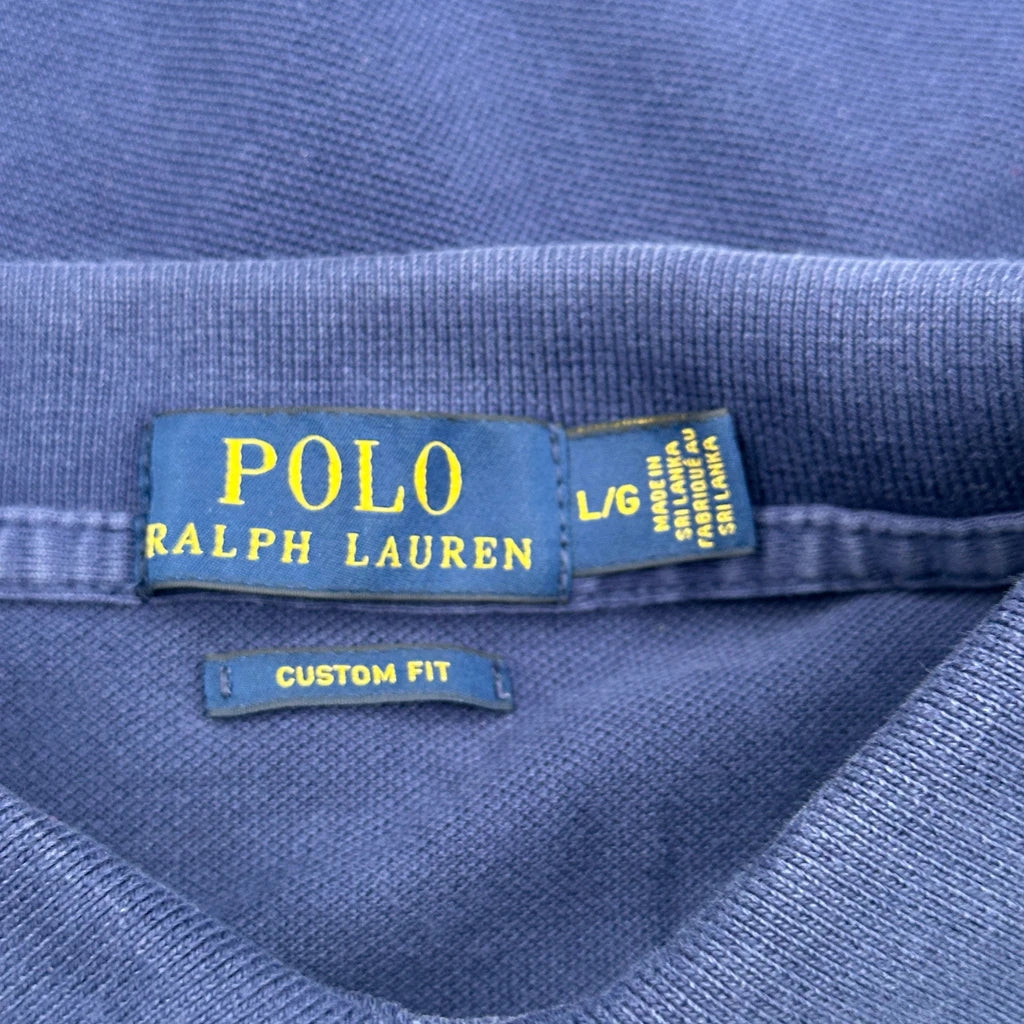 POLO
RALPH LAUREN
L/G
MADE IN
SRI LANKA
FABRIQUÉ AU
SRI LANKA
CUSTOM FIT